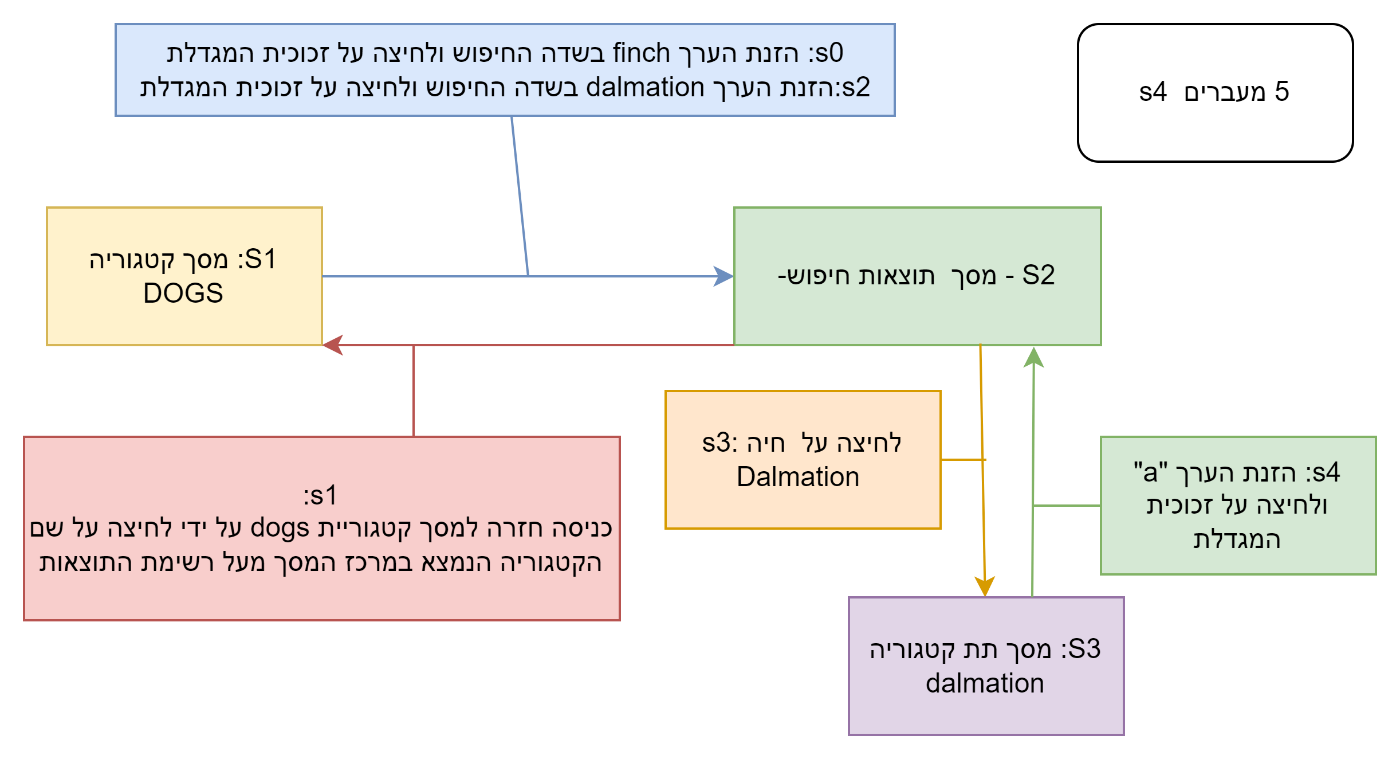 s0: הזנת הערך finch בשדה החיפוש ולחיצה על זכוכית המגדלת
s2:הזנת הערך dalmation בשדה החיפוש ולחיצה על זכוכית המגדלת
5 מעברים s4
S1: מסך קטגוריה
DOGS
S2 - מסך תוצאות חיפוש-
s1:
כניסה חזרה למסך קטגוריית dogs על ידי לחיצה על שם
הקטגוריה הנמצא במרכז המסך מעל רשימת התוצאות
לחיצה על חיה :s3
Dalmation
s4: הזנת הערך "a"
ולחיצה על זכוכית
המגדלת
S3: מסך תת קטגוריה
dalmation